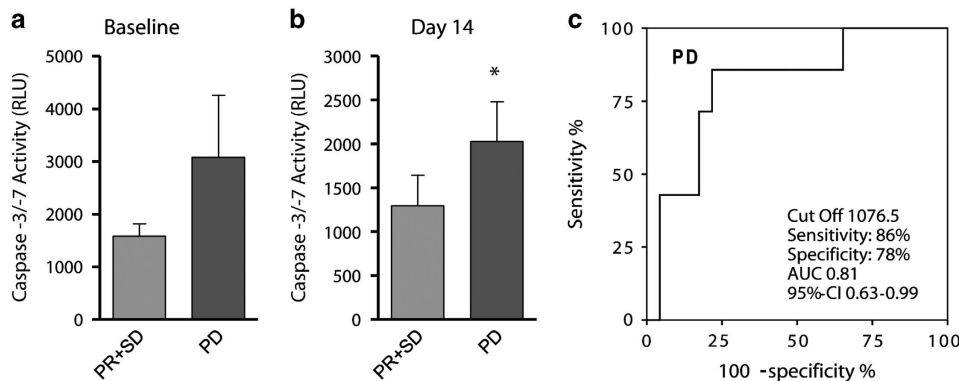 a
Baseline
Caspase -3/-7 Activity (RLU)
5000
4000
3000
2000
1000
0
PR+SD
PD
b
Day 14
Caspase -3/-7 Activity (RLU)
3000
2500
2000
1500
1000
500
0
*
PR+SD
PD
c
Sensitivity %
100
75
50
25
0
PD
Cut Off 1076.5
Sensitivity: 86%
Specificity: 78%
AUC 0.81
95%-CI 0.63-0.99
0 25 50 75 100
100 -specificity %